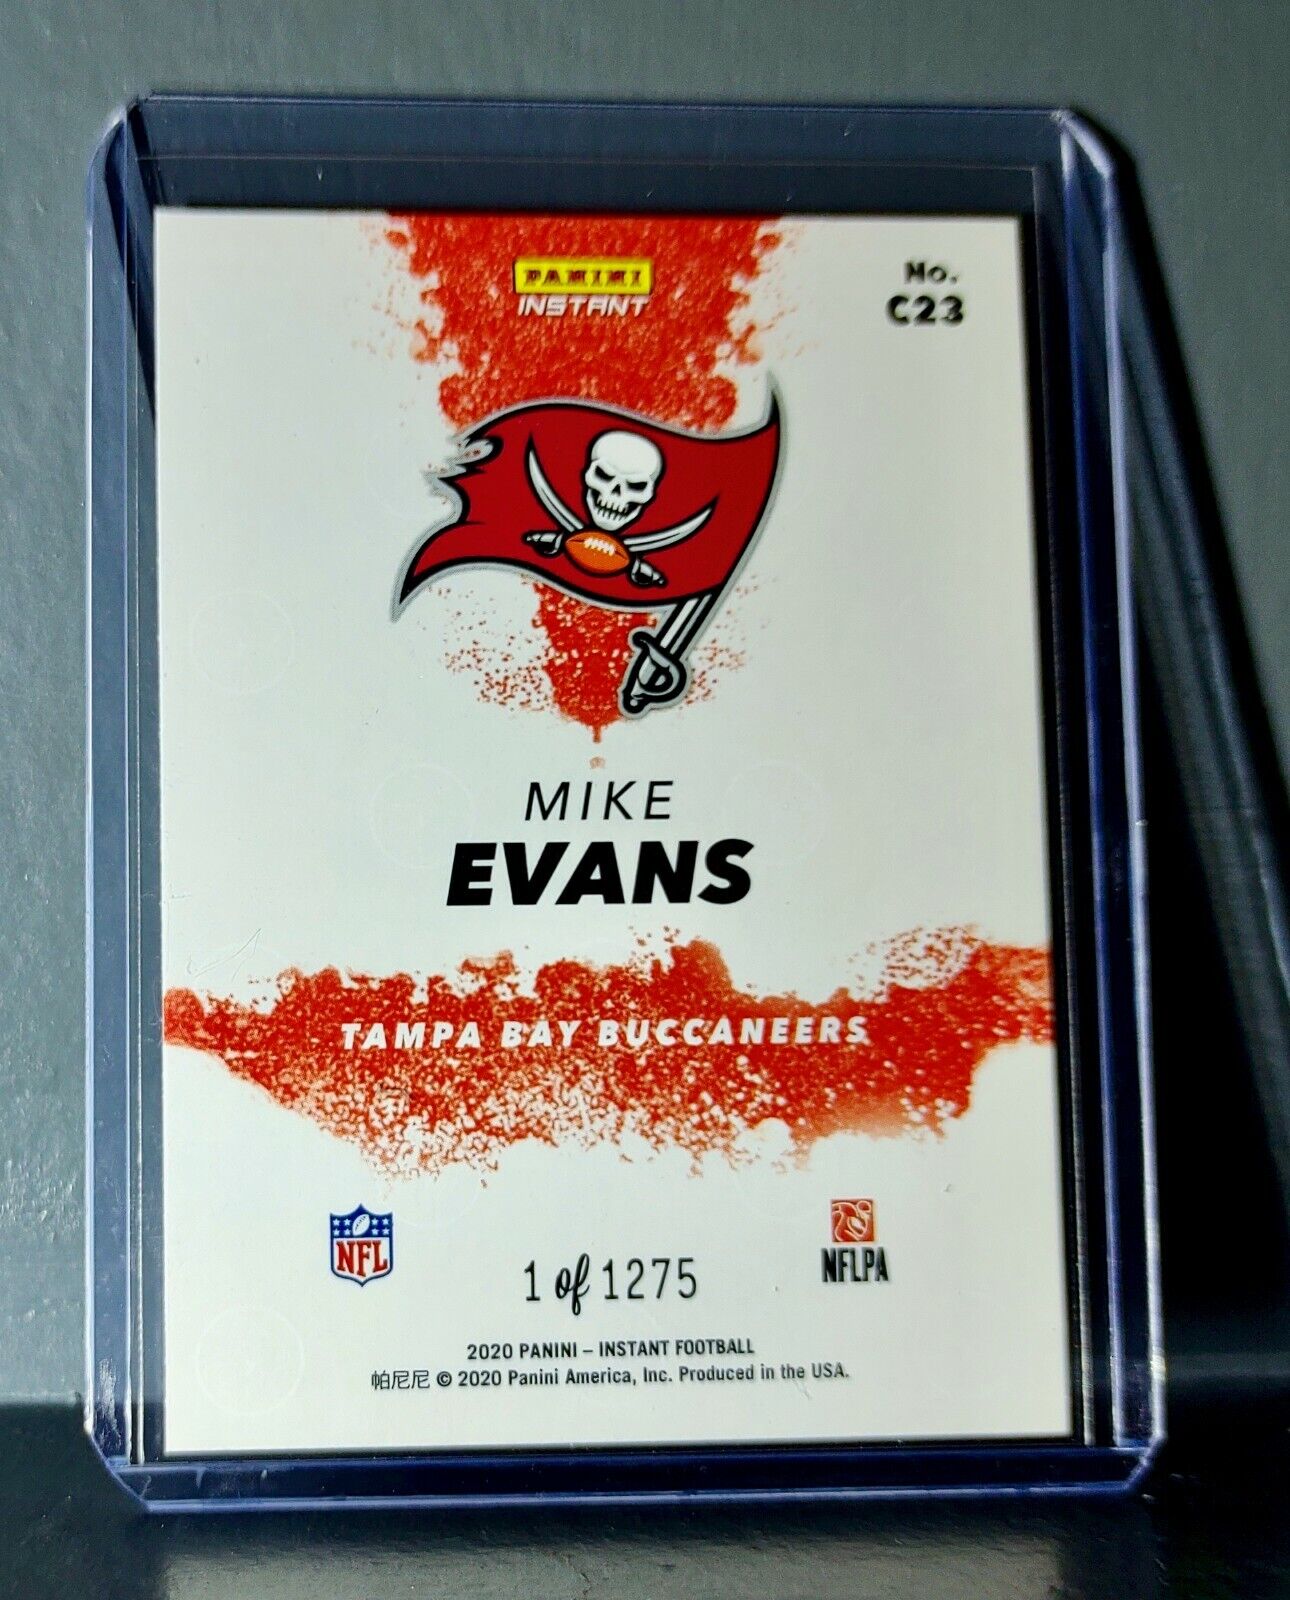 PANINI
INSTANT
No.
C23
MIKE
EVANS
TAMPA BAY BUCCANEERS
NFL
NFLPA
1 of 1275
2020 PANINI – INSTANT FOOTBALL
帕尼尼 © 2020 Panini America, Inc. Produced in the USA.